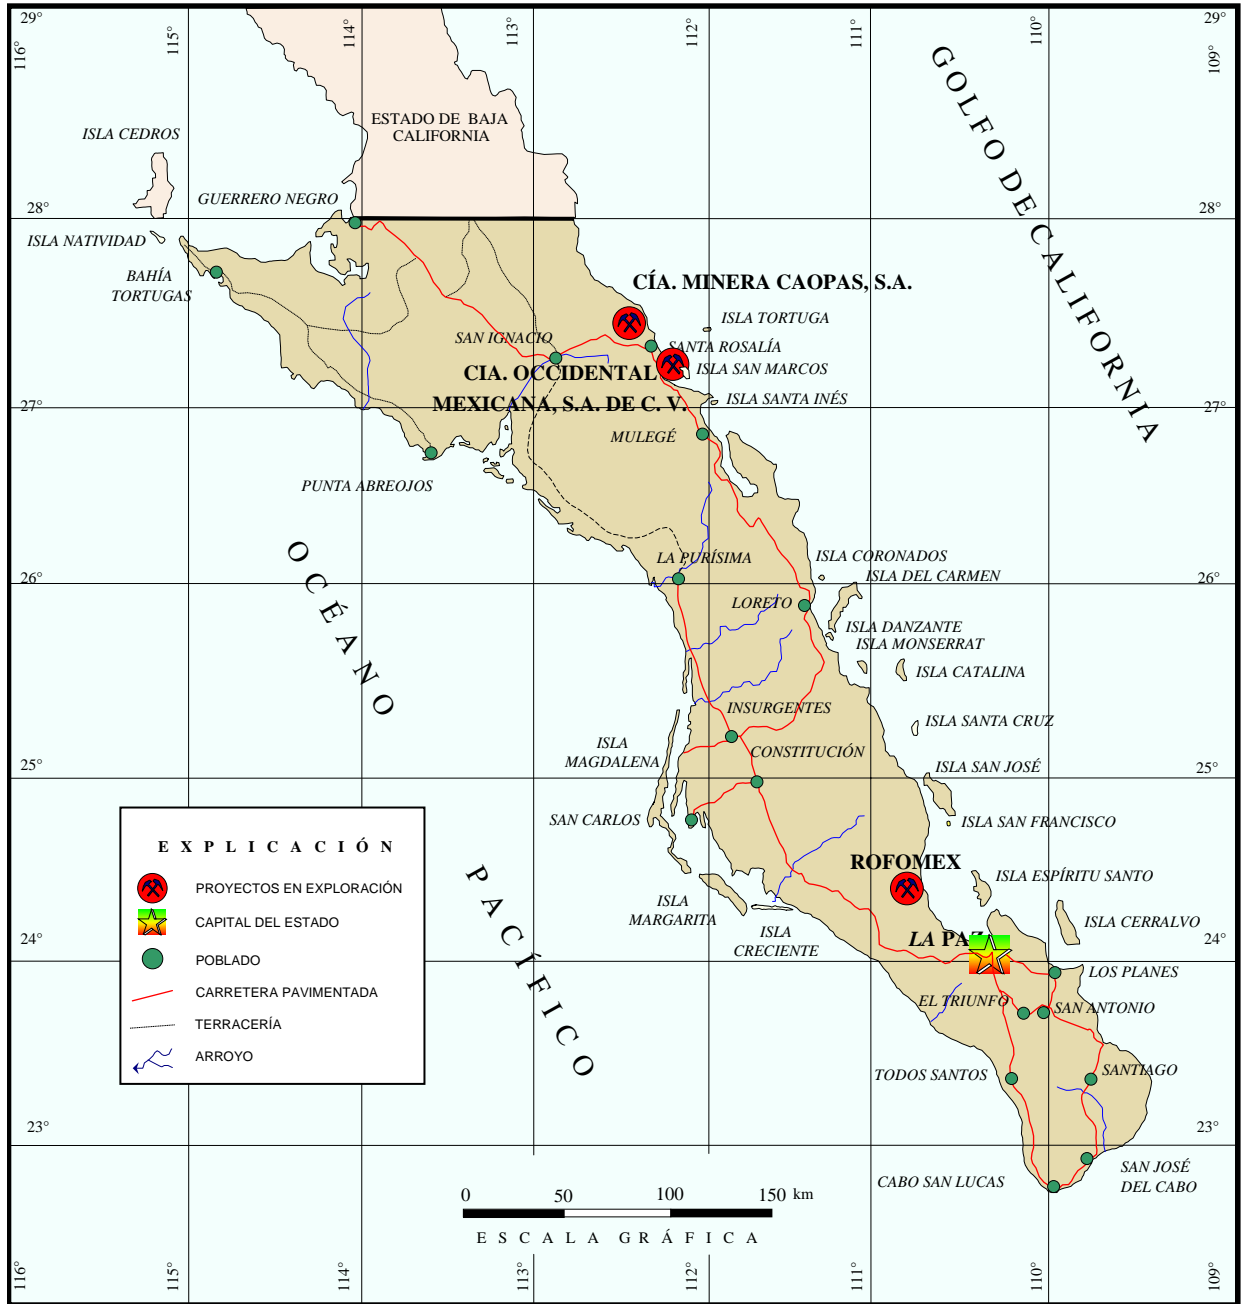 29°
116°
115°
114°
113°
112°
111°
110°
109°
29°
GOLFO DE CALIFORNIA
ESTADO DE BAJA
CALIFORNIA
ISLA CEDROS
GUERRERO NEGRO
28°
28°
ISLA NATIVIDAD
BAHÍA
TORTUGAS
CÍA. MINERA CAOPAS, S.A.
ISLA TORTUGA
SAN IGNACIO
SANTA ROSALÍA
ISLA SAN MARCOS
CIA. OCCIDENTAL
MEXICANA, S.A. DE C. V.
ISLA SANTA INÉS
27°
27°
MULEGÉ
PUNTA ABREOJOS
OCÉANO
LA PURÍSIMA
ISLA CORONADOS
ISLA DEL CARMEN
26°
26°
LORETO
ISLA DANZANTE
ISLA MONSERRAT
ISLA CATALINA
INSURGENTES
ISLA SANTA CRUZ
ISLA
MAGDALENA
CONSTITUCIÓN
ISLA SAN JOSÉ
25°
25°
SAN CARLOS
ISLA SAN FRANCISCO
EXPLICACIÓN
PROYECTOS EN EXPLORACIÓN
CAPITAL DEL ESTADO
POBLADO
CARRETERA PAVIMENTADA
TERRACERÍA
ARROYO
PACÍFICO
ROFOMEX
ISLA ESPÍRITU SANTO
ISLA
MARGARITA
ISLA
CRECIENTE
ISLA CERRALVO
LA PAZ
24°
24°
LOS PLANES
EL TRIUNFO
SAN ANTONIO
TODOS SANTOS
SANTIAGO
23°
23°
CABO SAN LUCAS
SAN JOSÉ
DEL CABO
0 50 100 150 km
ESCALA GRÁFICA
116°
115°
114°
113°
112°
111°
110°
109°